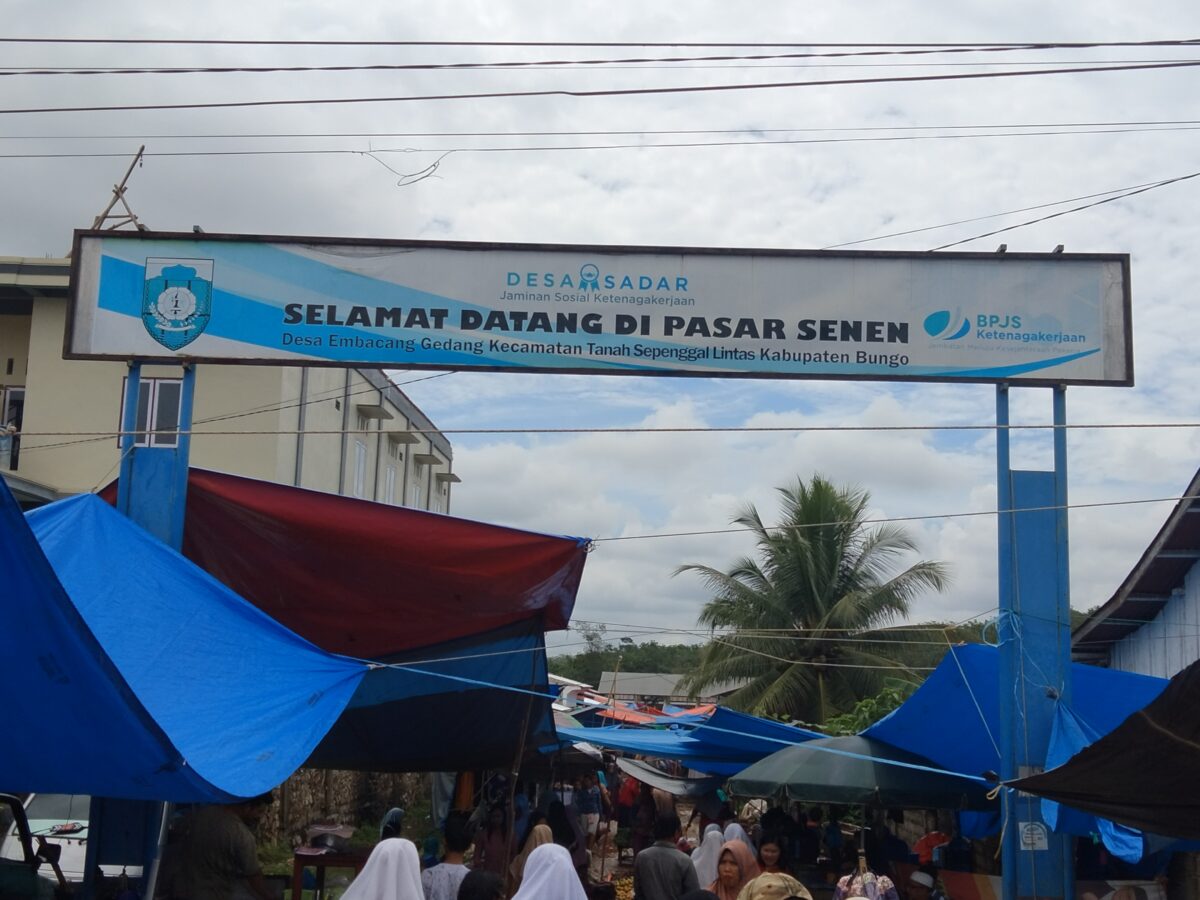 DESA SADAR
Jaminan Sosial Ketenagakerjaan
SELAMAT DATANG DI PASAR SENEN
Desa Embacang Gedang Kecamatan Tanah Sepenggal Lintas Kabupaten Bungo
BPJS
Ketenagakerjaan